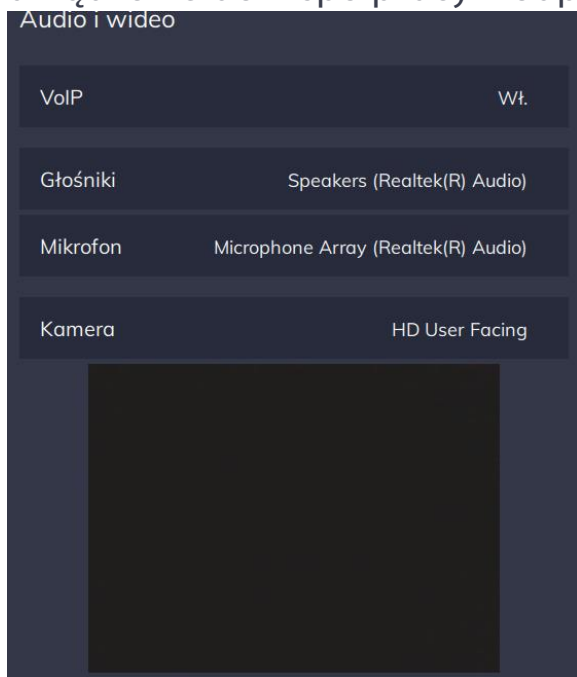 Audio i wideo
VoIP Wł.
Głośniki Speakers (Realtek(R) Audio)
Mikrofon Microphone Array (Realtek(R) Audio)
Kamera HD User Facing